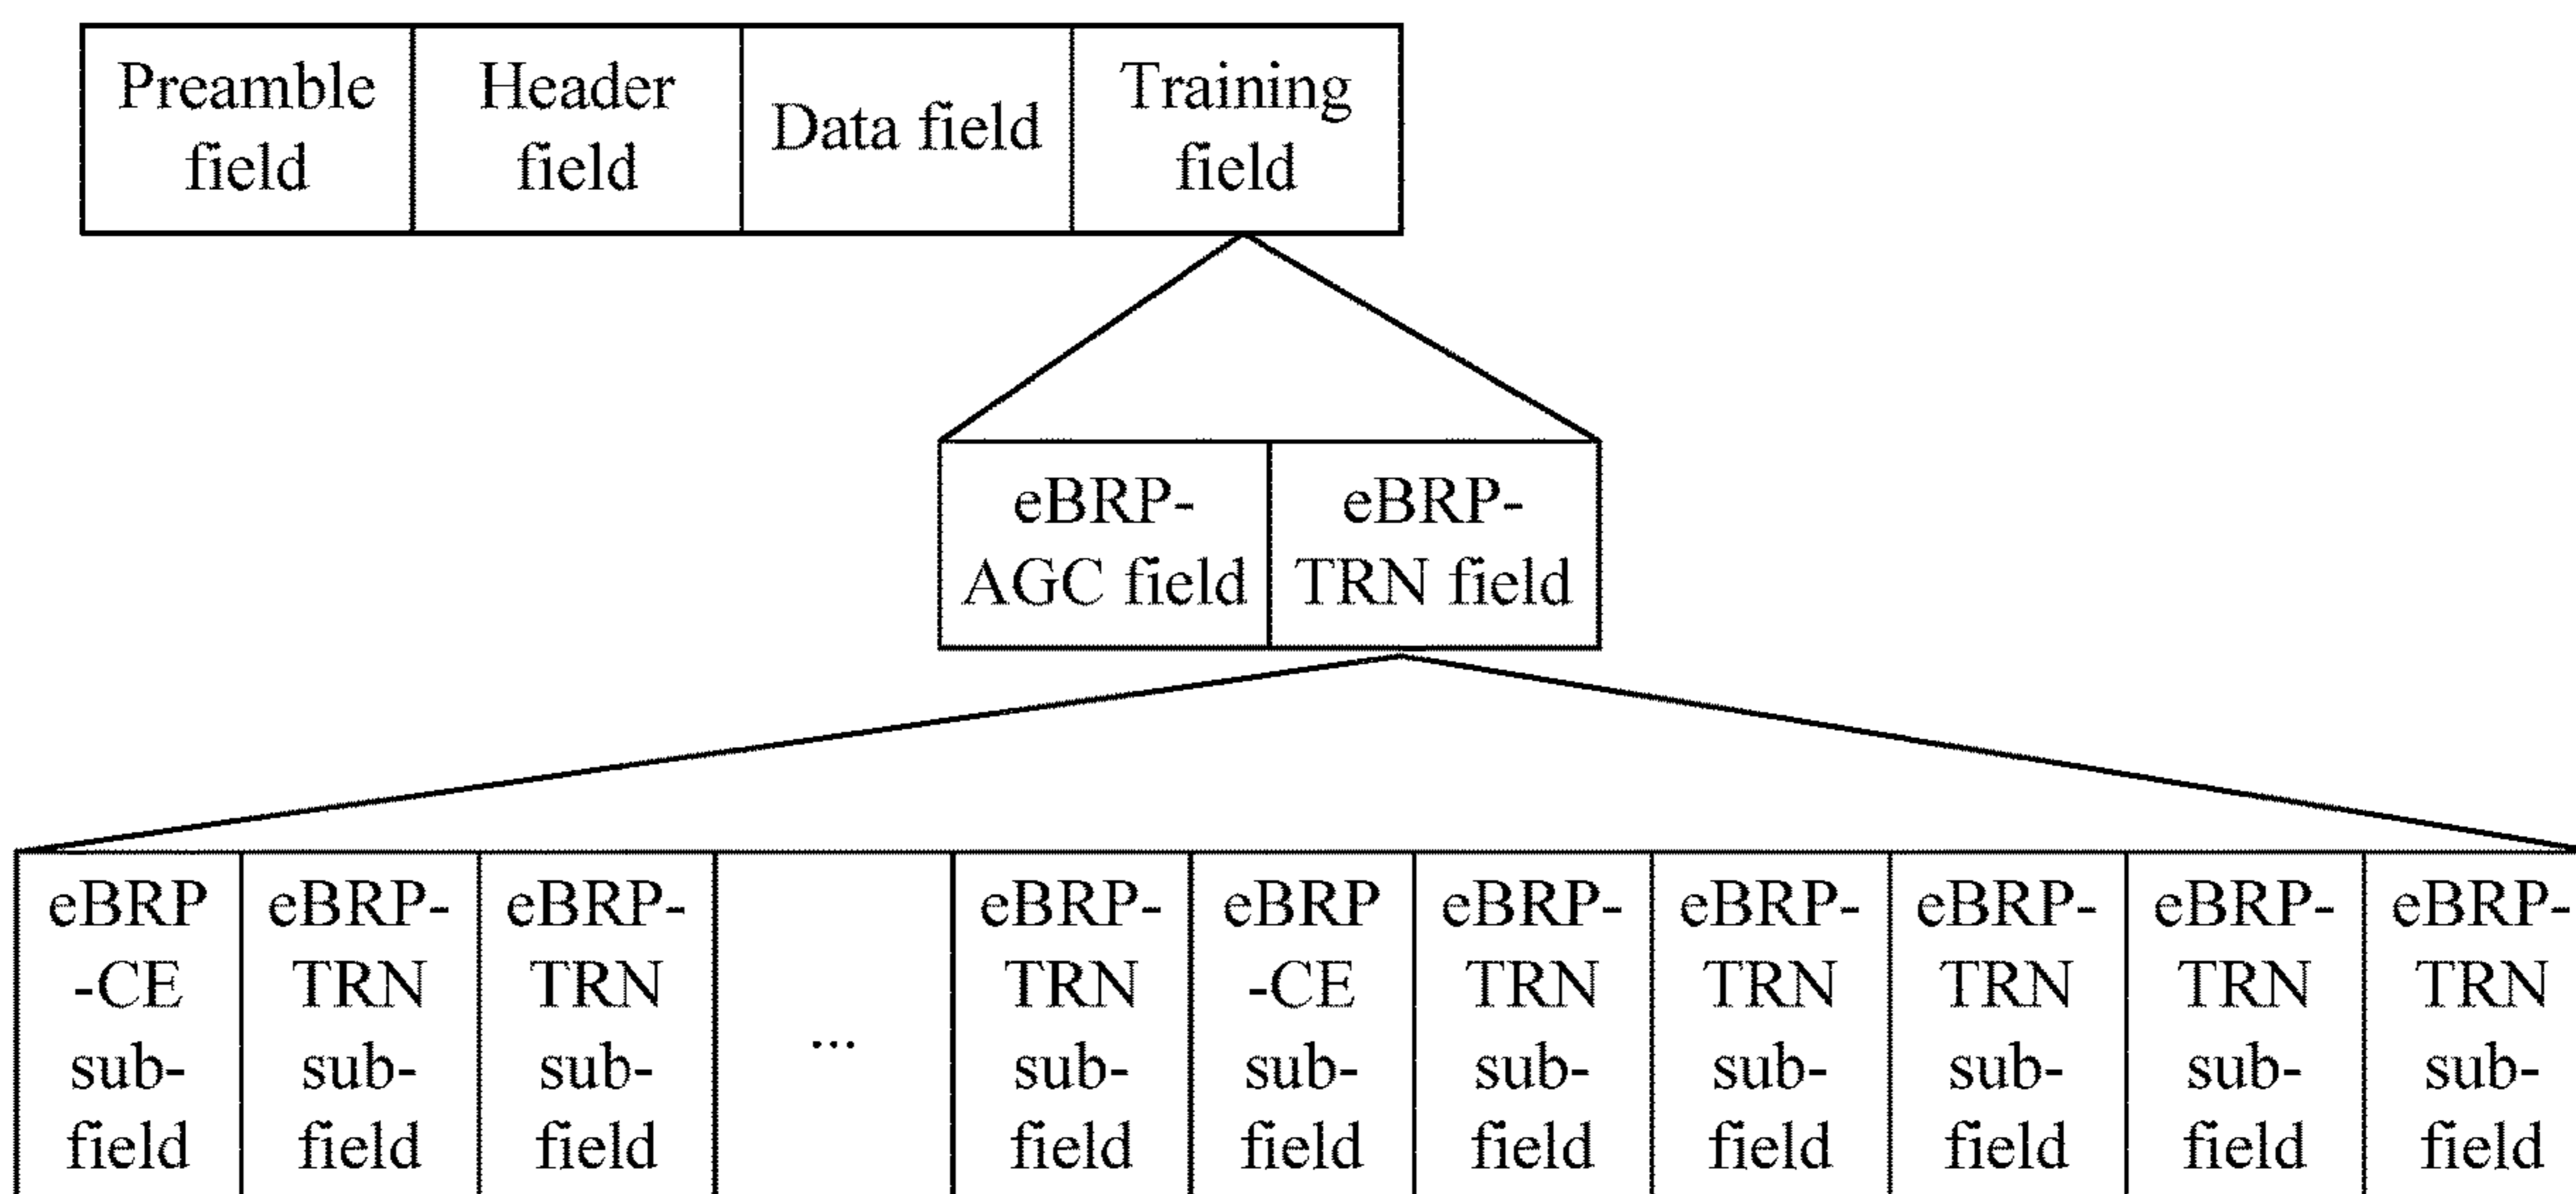 Preamble
field
Header
field
Data field
Training
field
eBRP-
AGC field
eBRP-
TRN field
eBRP
-CE
sub-
field
eBRP-
TRN
sub-
field
eBRP-
TRN
sub-
field
...
eBRP-
TRN
sub-
field
eBRP
-CE
sub-
field
eBRP-
TRN
sub-
field
eBRP-
TRN
sub-
field
eBRP-
TRN
sub-
field
eBRP-
TRN
sub-
field
eBRP-
TRN
sub-
field